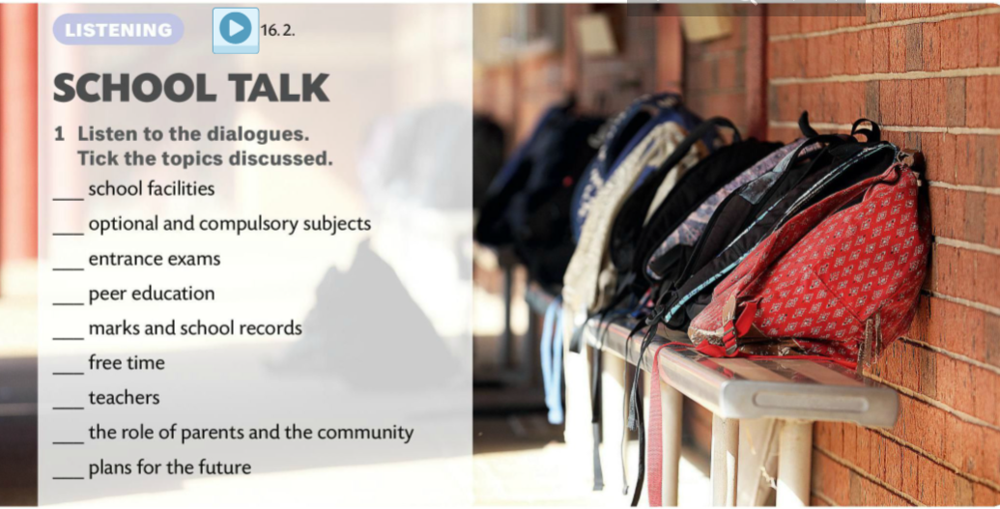 LISTENING
16. 2.
SCHOOL TALK
1 Listen to the dialogues.
Tick the topics discussed.
___ school facilities
___ optional and compulsory subjects
___ entrance exams
___ peer education
___ marks and school records
___ free time
___ teachers
___ the role of parents and the community
___ plans for the future